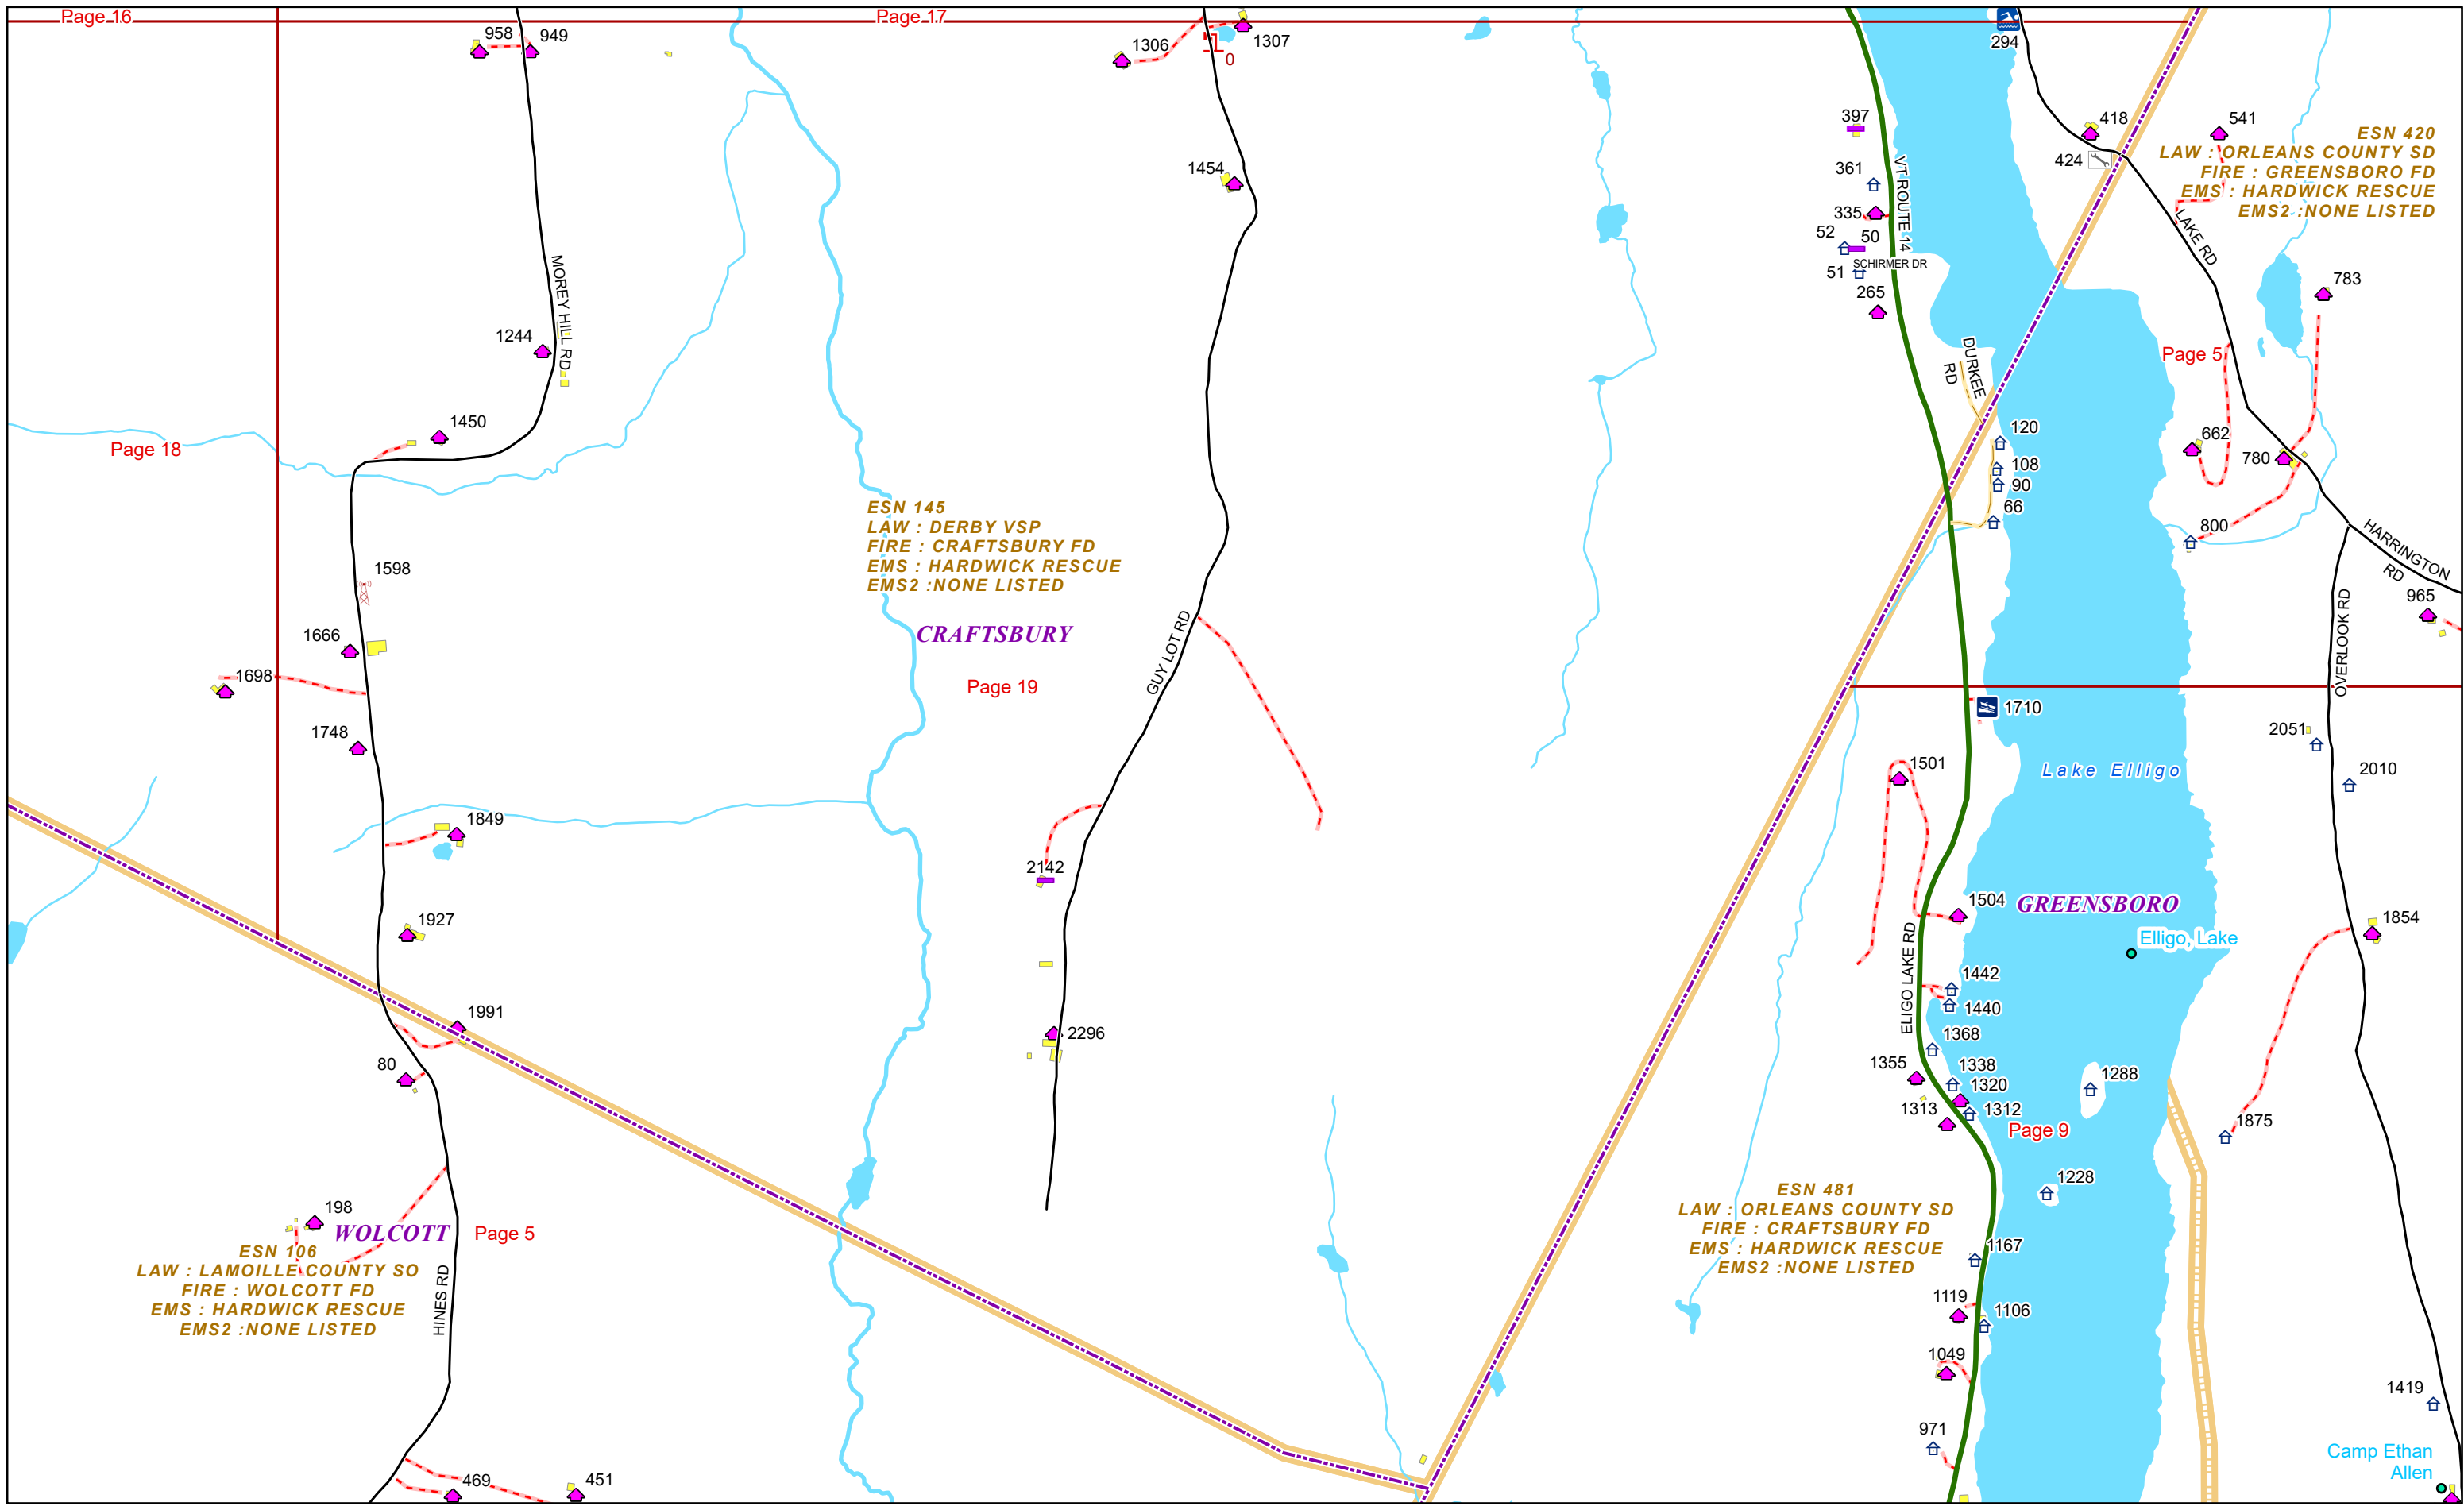 Page 16
Page 17
958
949
1306
1307
0
294
397
418
541
424
ESN 420
LAW : ORLEANS COUNTY SD
FIRE : GREENSBORO FD
EMS : HARDWICK RESCUE
EMS2 :NONE LISTED
1454
361
VT ROUTE 14
335
52
50
51
SCHIRMER DR
265
LAKE RD
783
MOREY HILL RD
1244
DURKEE
RD
Page 5
1450
Page 18
120
108
90
66
662
780
800
ESN 145
LAW : DERBY VSP
FIRE : CRAFTSBURY FD
EMS : HARDWICK RESCUE
EMS2 :NONE LISTED
HARRINGTON
RD
965
1598
CRAFTSBURY
GUY LOT RD
OVERLOOK RD
1666
1698
Page 19
1710
1748
2051
Lake Elligo
2010
1501
1849
2142
1504
GREENSBORO
1854
1927
Elligo, Lake
ELIGO LAKE RD
1442
1440
1991
2296
1368
80
1355
1338
1320
1288
1313
1312
Page 9
1875
198
WOLCOTT
Page 5
1228
ESN 106
LAW : LAMOILLE COUNTY SO
FIRE : WOLCOTT FD
EMS : HARDWICK RESCUE
EMS2 :NONE LISTED
HINES RD
ESN 481
LAW : ORLEANS COUNTY SD
FIRE : CRAFTSBURY FD
EMS : HARDWICK RESCUE
EMS2 :NONE LISTED
1167
1119
1106
1049
1419
971
Camp Ethan
Allen
469
451